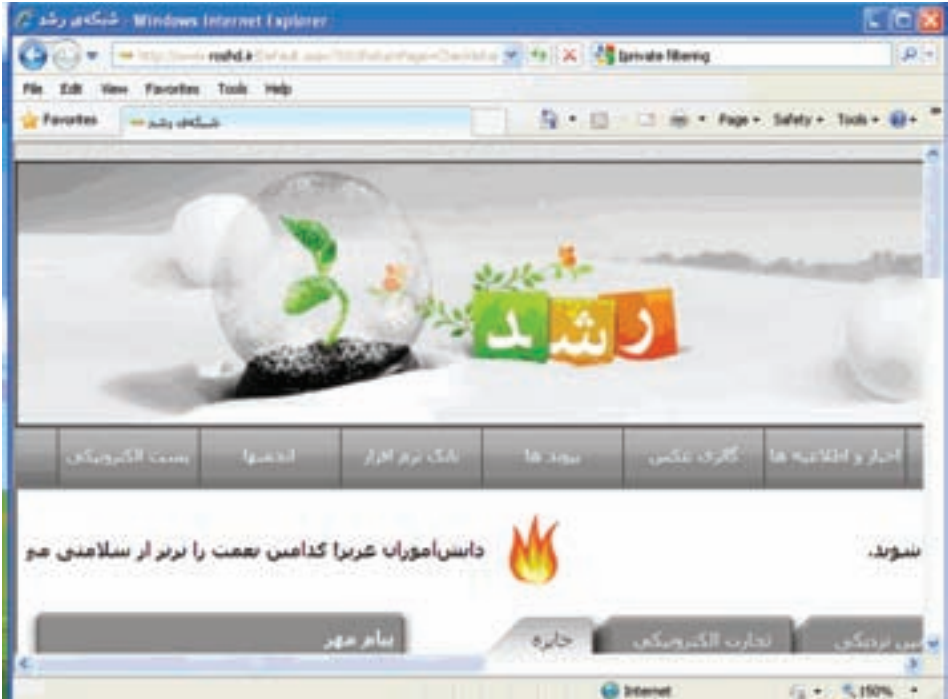 شبکه‌ی رشد - Windows Internet Explorer
roshd.ir
private filtering
File Edit View Favorites Tools Help
Favorites شبکه‌ی رشد Page Safety Tools
رشد
اخبار و اطلاعیه ها گالری عکس پیوند ها بانک نرم افزار انجمنها پست الکترونیکی
شوید. دانش‌آموزان عزیز! کدامین نعمت را برتر از سلامتی می
تجارت الکترونیکی جایزه پیام مهر
Internet 150%